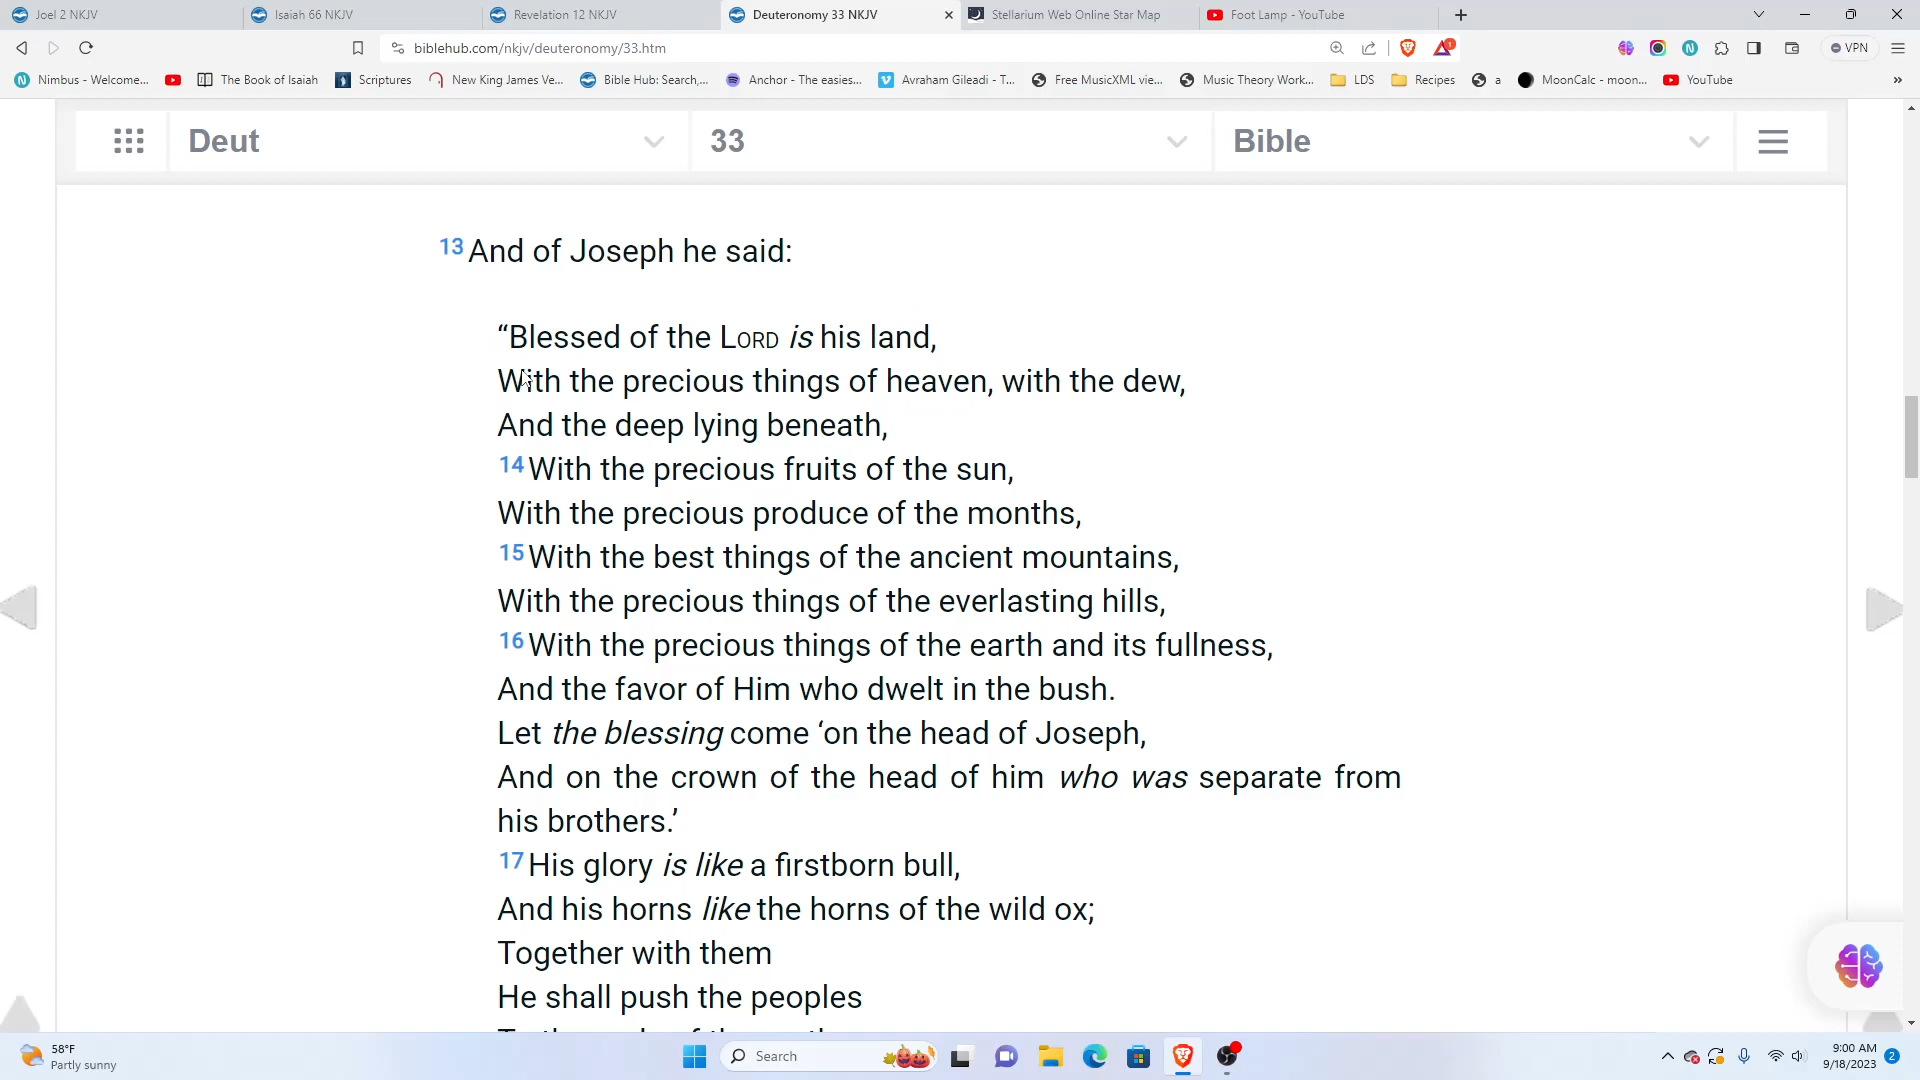 Joel 2 NKJV
Isaiah 66 NKJV
Revelation 12 NKJV
Deuteronomy 33 NKJV
Stellarium Web Online Star Map
Foot Lamp - YouTube
biblehub.com/nkjv/deuteronomy/33.htm
1
VPN
Nimbus - Welcome...
The Book of Isaiah
Scriptures
New King James Ve...
Bible Hub: Search,...
Anchor - The easies...
Avraham Gileadi - T...
Free MusicXML vie...
Music Theory Work...
LDS
Recipes
a
MoonCalc - moon...
YouTube
»
Deut
33
Bible
13 And of Joseph he said:
“Blessed of the LORD is his land,
With the precious things of heaven, with the dew,
And the deep lying beneath,
14 With the precious fruits of the sun,
With the precious produce of the months,
15 With the best things of the ancient mountains,
With the precious things of the everlasting hills,
16 With the precious things of the earth and its fullness,
And the favor of Him who dwelt in the bush.
Let the blessing come ‘on the head of Joseph,
And on the crown of the head of him who was separate from
his brothers.’
17 His glory is like a firstborn bull,
And his horns like the horns of the wild ox;
Together with them
He shall push the peoples
58°F
Partly sunny
Search
9:00 AM
9/18/2023
2